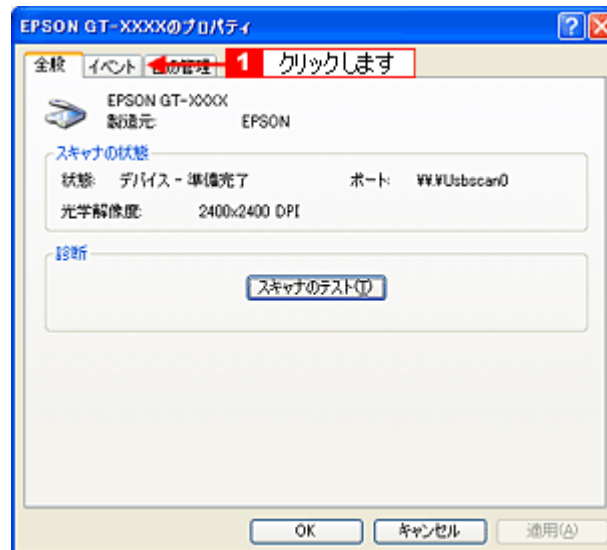 EPSON GT-XXXXのプロパティ
全般 イベント 色の管理 1 クリックします
EPSON GT-XXXX
製造元: EPSON
スキャナの状態
状態: デバイス - 準備完了 ポート: ¥¥.¥Usbscan0
光学解像度: 2400x2400 DPI
診断
スキャナのテスト(T)
OK キャンセル 適用(A)